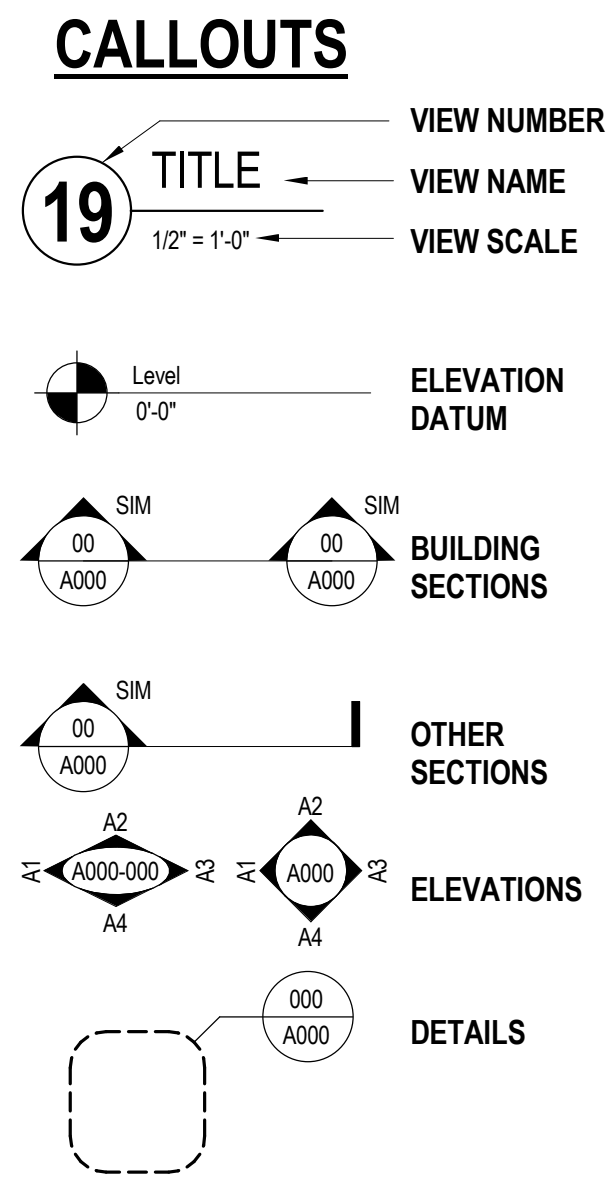 CALLOUTS
VIEW NUMBER
19
TITLE
VIEW NAME
1/2" = 1'-0"
VIEW SCALE
Level
0'-0"
ELEVATION
DATUM
SIM
00
A000
SIM
00
A000
BUILDING
SECTIONS
SIM
00
A000
OTHER
SECTIONS
A2
A1
A000-000
A3
A4
A2
A1
A000
A3
A4
ELEVATIONS
000
A000
DETAILS